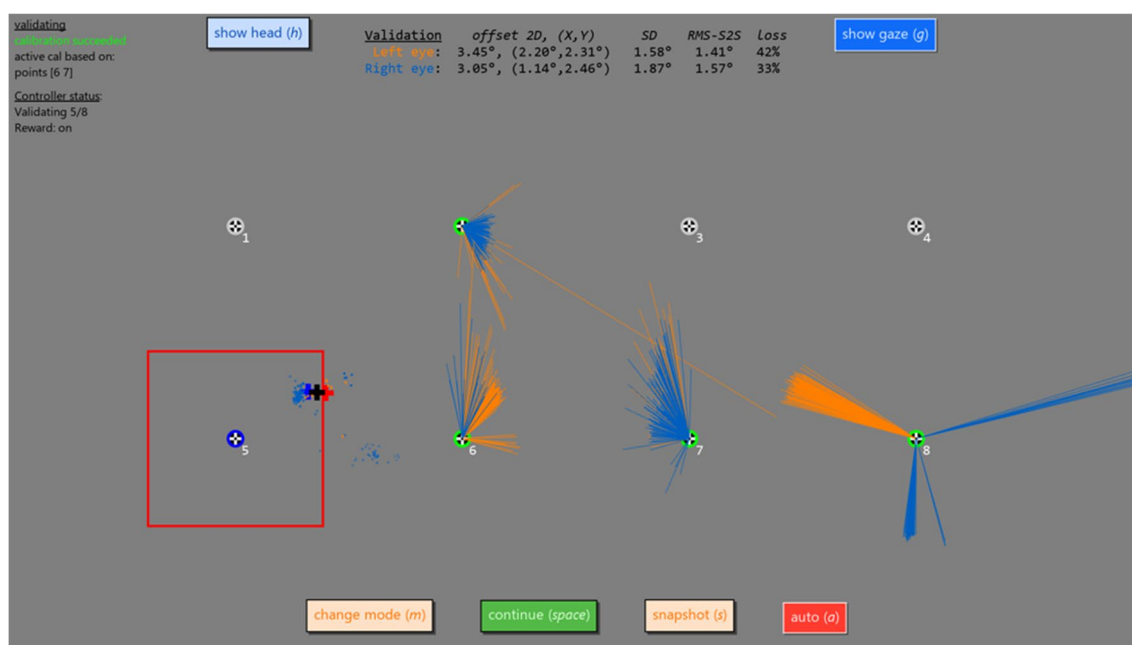 validating
calibration succeeded
active cal based on:
points [6 7]
Controller status:
Validating 5/8
Reward: on
show head (h)
Validation offset 2D, (X,Y) SD RMS-S2S Loss
Left eye: 3.45°, (2.20°,2.31°) 1.58° 1.41° 42%
Right eye: 3.05°, (1.14°,2.46°) 1.87° 1.57° 33%
show gaze (g)
1
3
4
5
6
7
8
change mode (m)
continue (space)
snapshot (s)
auto (a)